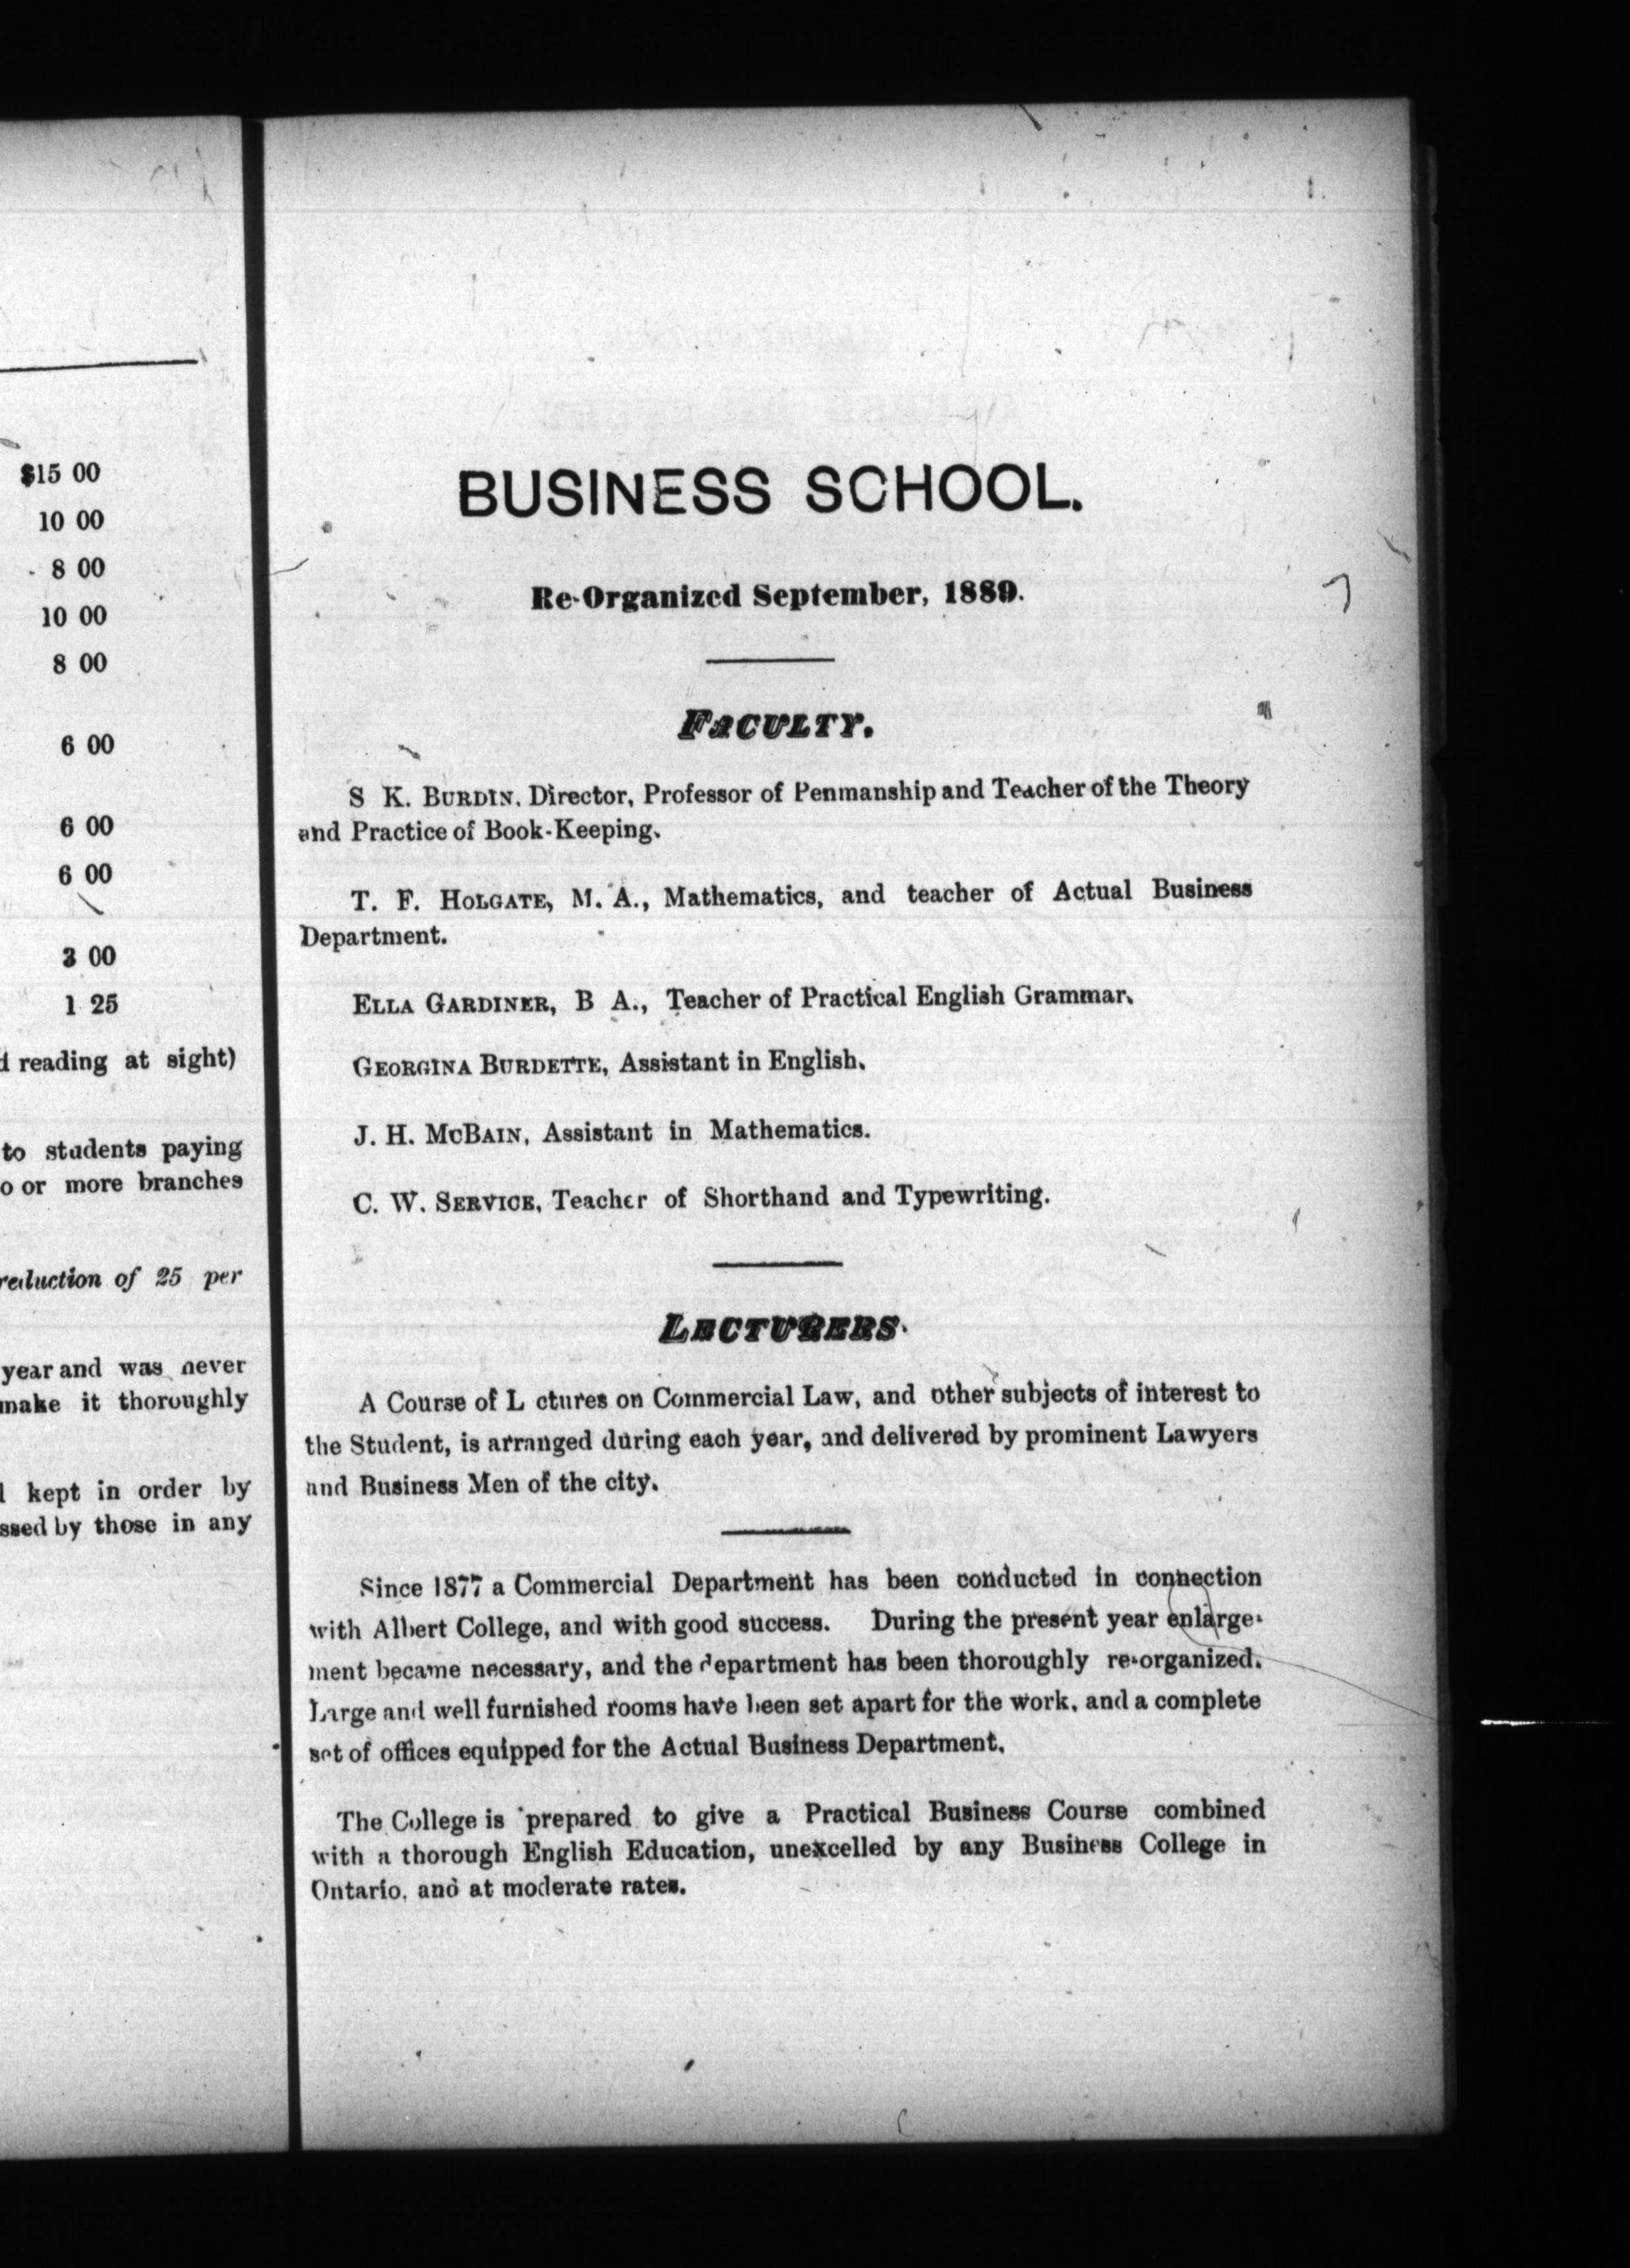 $15 00
10 00
8 00
10 00
8 00
6 00
6 00
6 00
3 00
1 25
reading at sight)
to students paying
or more branches
reduction of 25 per
year and was never
make it thoroughly
kept in order by
by those in any
BUSINESS SCHOOL.
Re-Organized September, 1889.
FACULTY.
S K. BURDIN, Director, Professor of Penmanship and Teacher of the Theory
and Practice of Book-Keeping.
T. F. HOLGATE, M. A., Mathematics, and teacher of Actual Business
Department.
ELLA GARDINER, B A., Teacher of Practical English Grammar.
GEORGINA BURDETTE, Assistant in English.
J. H. MCBAIN, Assistant in Mathematics.
C. W. SERVICE, Teacher of Shorthand and Typewriting.
LECTURERS.
A Course of L ctures on Commercial Law, and other subjects of interest to
the Student, is arranged during each year, and delivered by prominent Lawyers
and Business Men of the city.
Since 1877 a Commercial Department has been conducted in connection
with Albert College, and with good success. During the present year enlarge-
ment became necessary, and the department has been thoroughly re-organized.
Large and well furnished rooms have been set apart for the work, and a complete
set of offices equipped for the Actual Business Department.
The College is prepared to give a Practical Business Course combined
with a thorough English Education, unexcelled by any Business College in
Ontario, and at moderate rates.